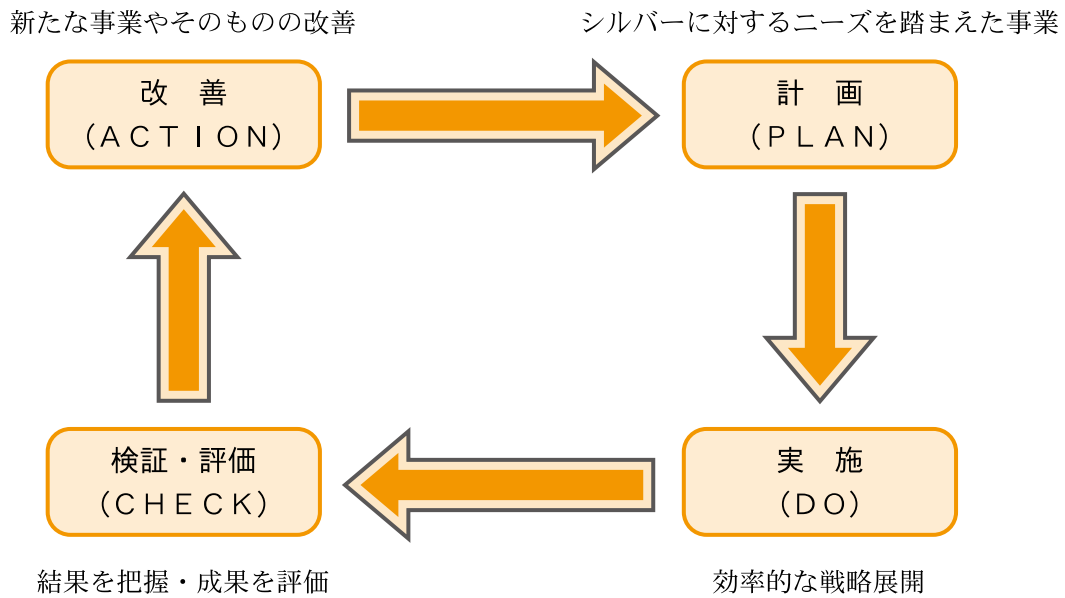 新たな事業やそのものの改善
シルバーに対するニーズを踏まえた事業
改　善
（ＡＣＴＩＯＮ）
計　画
（ＰＬＡＮ）
検証・評価
（ＣＨＥＣＫ）
実　施
（ＤＯ）
結果を把握・成果を評価
効率的な戦略展開